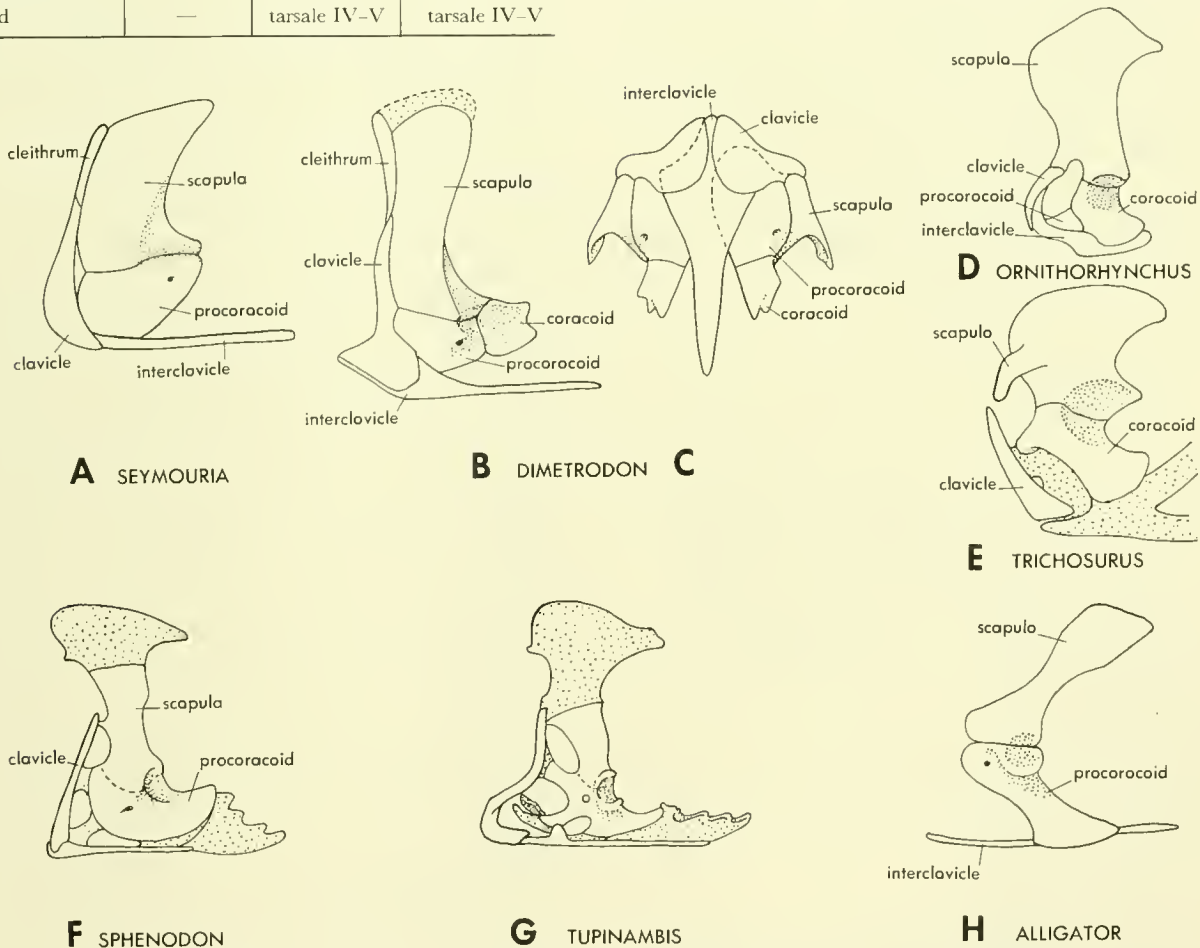 d — tarsale IV–V tarsale IV–V
cleithrum
scapula
procoracoid
clavicle
interclavicle
A SEYMOURIA
cleithrum
scapula
clavicle
coracoid
procoracoid
interclavicle
B DIMETRODON C
interclavicle
clavicle
scapula
procoracoid
coracoid
scapula
clavicle
procoracoid
coracoid
interclavicle
D ORNITHORHYNCHUS
scapula
coracoid
clavicle
E TRICHOSURUS
scapula
clavicle
procoracoid
F SPHENODON
G TUPINAMBIS
scapula
procoracoid
interclavicle
H ALLIGATOR